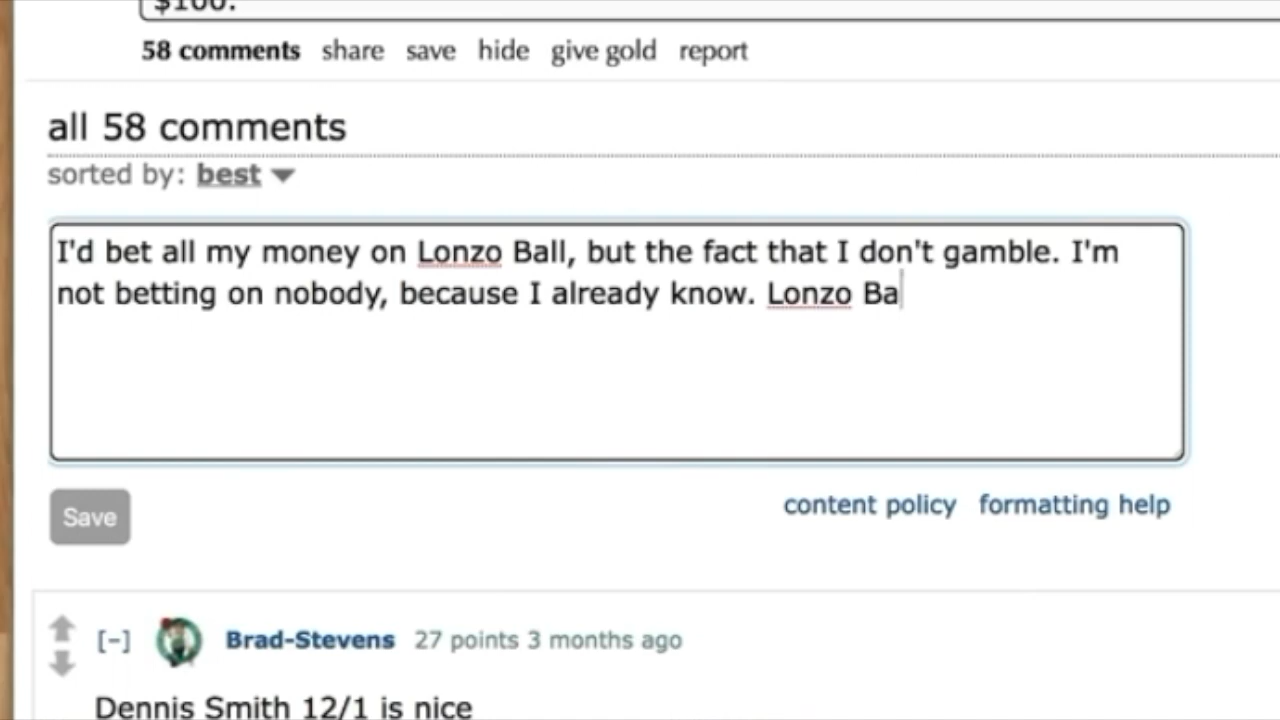 $100.
58 comments share save hide give gold report
all 58 comments
sorted by: best
I'd bet all my money on Lonzo Ball, but the fact that I don't gamble. I'm
not betting on nobody, because I already know. Lonzo Ba
Save
content policy formatting help
[-] Brad-Stevens 27 points 3 months ago
Dennis Smith 12/1 is nice